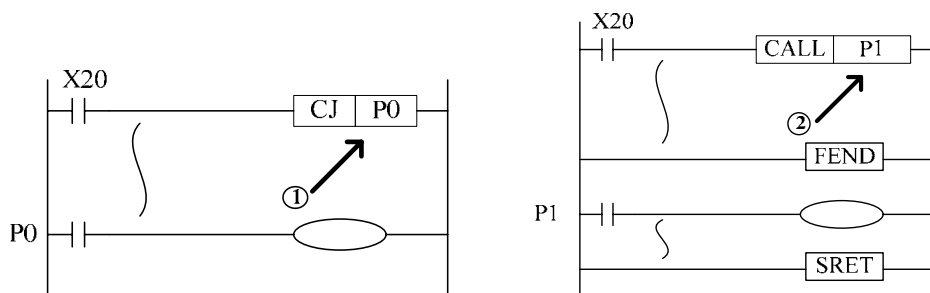 X20
CJ P0
①
P0
X20
CALL P1
②
FEND
P1
SRET